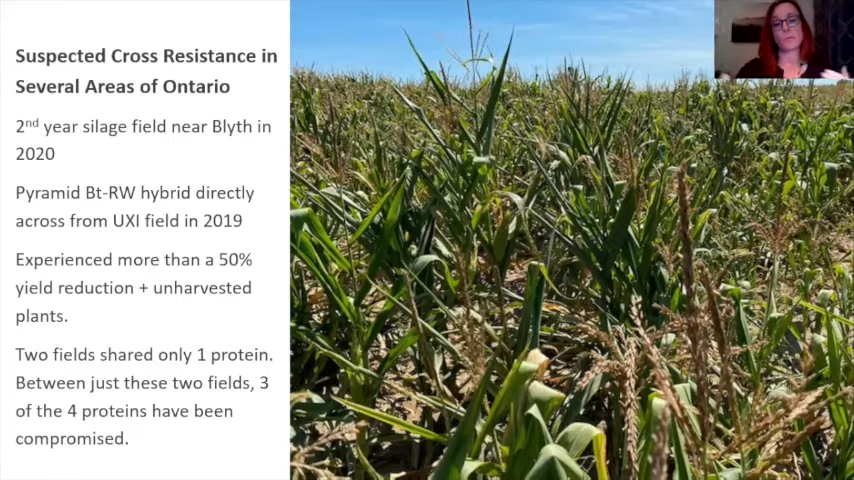 Suspected Cross Resistance in
Several Areas of Ontario
2nd year silage field near Blyth in
2020
Pyramid Bt-RW hybrid directly
across from UXI field in 2019
Experienced more than a 50%
yield reduction + unharvested
plants.
Two fields shared only 1 protein.
Between just these two fields, 3
of the 4 proteins have been
compromised.